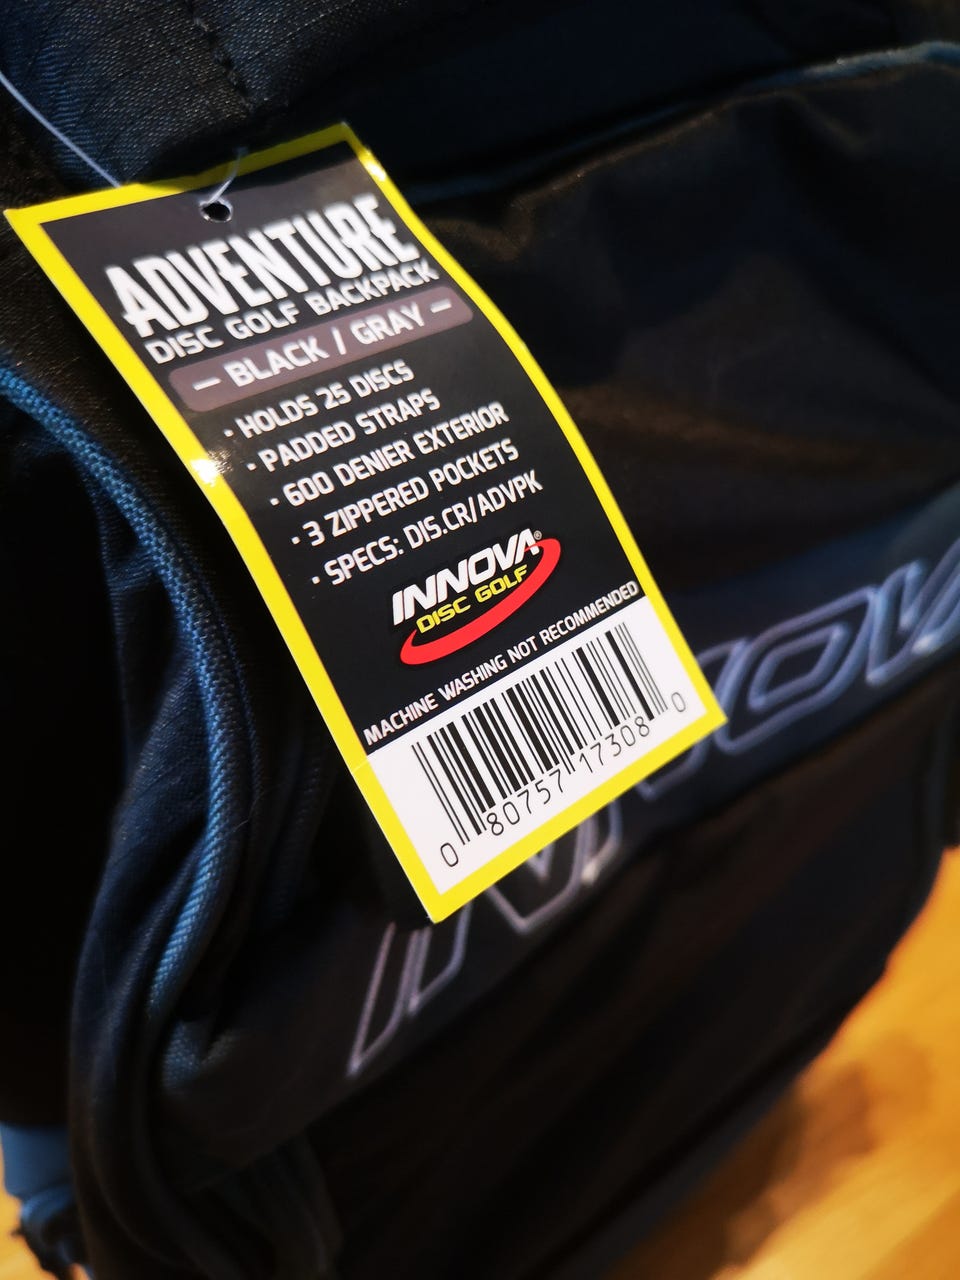 ADVENTURE
DISC GOLF BACKPACK
— BLACK / GRAY —
· HOLDS 25 DISCS
· PADDED STRAPS
· 600 DENIER EXTERIOR
· 3 ZIPPERED POCKETS
· SPECS: DIS.CR/ADVPK
INNOVA®
DISC GOLF
MACHINE WASHING NOT RECOMMENDED
0 80757 17308 0
INNOVA